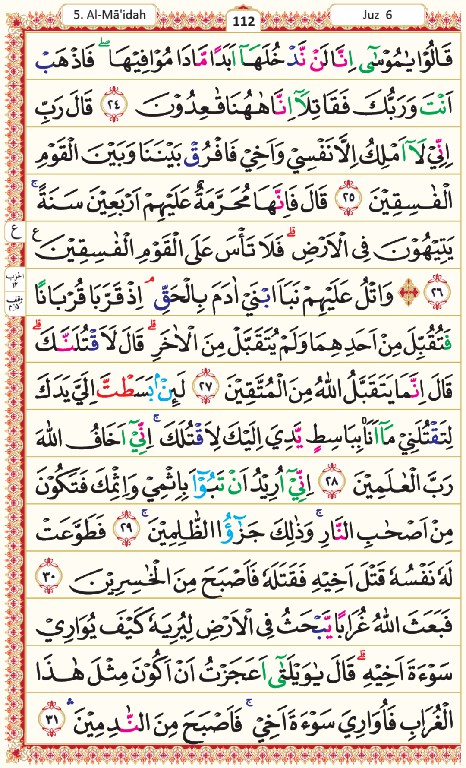 5. Al-Mā'idah
112
Juz 6
قَالُوْا يٰمُوْسٰٓى اِنَّا لَنْ نَّدْخُلَهَاۤ اَبَدًا مَّا دَامُوْا فِيْهَا ۖ فَاذْهَبْ
اَنْتَ وَرَبُّكَ فَقَاتِلَاۤ اِنَّا هٰهُنَا قٰعِدُوْنَ ﴿٢٤﴾ قَالَ رَبِّ
اِنِّيْ لَاۤ اَمْلِكُ اِلَّا نَفْسِيْ وَاَخِيْ فَافْرُقْ بَيْنَنَا وَبَيْنَ الْقَوْمِ
الْفٰسِقِيْنَ ﴿٢٥﴾ قَالَ فَاِنَّهَا مُحَرَّمَةٌ عَلَيْهِمْ اَرْبَعِيْنَ سَنَةً ۚ
يَتِيْهُوْنَ فِى الْاَرْضِ ۗ فَلَا تَأْسَ عَلَى الْقَوْمِ الْفٰسِقِيْنَ ࣖ
ع
﴿٢٦﴾ وَاتْلُ عَلَيْهِمْ نَبَاَ ابْنَيْ اٰدَمَ بِالْحَقِّ ۘ اِذْ قَرَّبَا قُرْبَانًا
فَتُقُبِّلَ مِنْ اَحَدِهِمَا وَلَمْ يُتَقَبَّلْ مِنَ الْاٰخَرِ ۗ قَالَ لَاَقْتُلَنَّكَ ۗ
قَالَ اِنَّمَا يَتَقَبَّلُ اللّٰهُ مِنَ الْمُتَّقِيْنَ ﴿٢٧﴾ لَىِٕنْۢ بَسَطْتَّ اِلَيَّ يَدَكَ
لِتَقْتُلَنِيْ مَاۤ اَنَا۠ بِبَاسِطٍ يَّدِيَ اِلَيْكَ لِاَقْتُلَكَ ۚ اِنِّيْۤ اَخَافُ اللّٰهَ
رَبَّ الْعٰلَمِيْنَ ﴿٢٨﴾ اِنِّيْۤ اُرِيْدُ اَنْ تَبُوْۤاَ بِاِثْمِيْ وَاِثْمِكَ فَتَكُوْنَ
مِنْ اَصْحٰبِ النَّارِ ۚ وَذٰلِكَ جَزٰۤؤُا الظّٰلِمِيْنَ ۚ ﴿٢٩﴾ فَطَوَّعَتْ
لَهٗ نَفْسُهٗ قَتْلَ اَخِيْهِ فَقَتَلَهٗ فَاَصْبَحَ مِنَ الْخٰسِرِيْنَ ﴿٣٠﴾
فَبَعَثَ اللّٰهُ غُرَابًا يَّبْحَثُ فِى الْاَرْضِ لِيُرِيَهٗ كَيْفَ يُوَارِيْ
سَوْءَةَ اَخِيْهِ ۗ قَالَ يٰوَيْلَتٰٓى اَعَجَزْتُ اَنْ اَكُوْنَ مِثْلَ هٰذَا
الْغُرَابِ فَاُوَارِيَ سَوْءَةَ اَخِيْ ۚ فَاَصْبَحَ مِنَ النّٰدِمِيْنَ ۛ ﴿٣١﴾